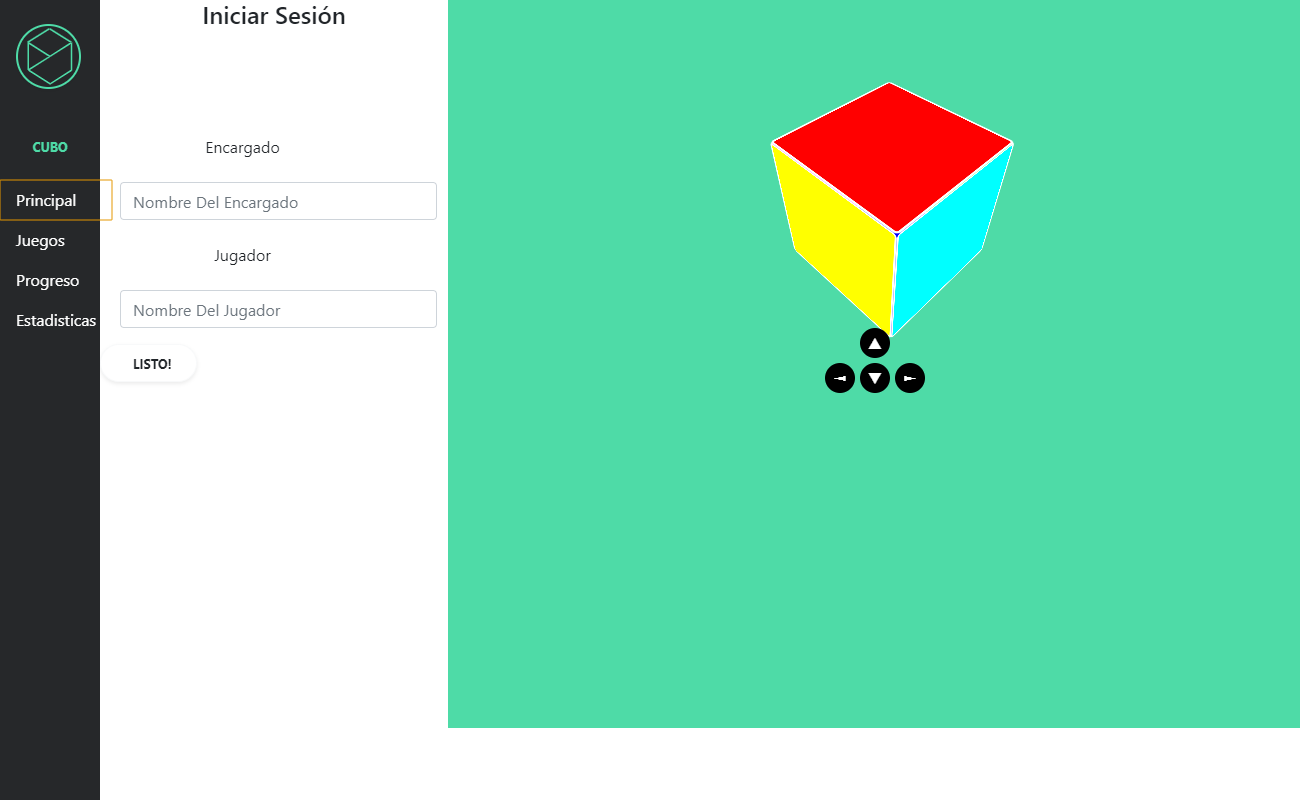 CUBO
Principal
Juegos
Progreso
Estadisticas
Iniciar Sesión
Encargado
Nombre Del Encargado
Jugador
Nombre Del Jugador
LISTO!